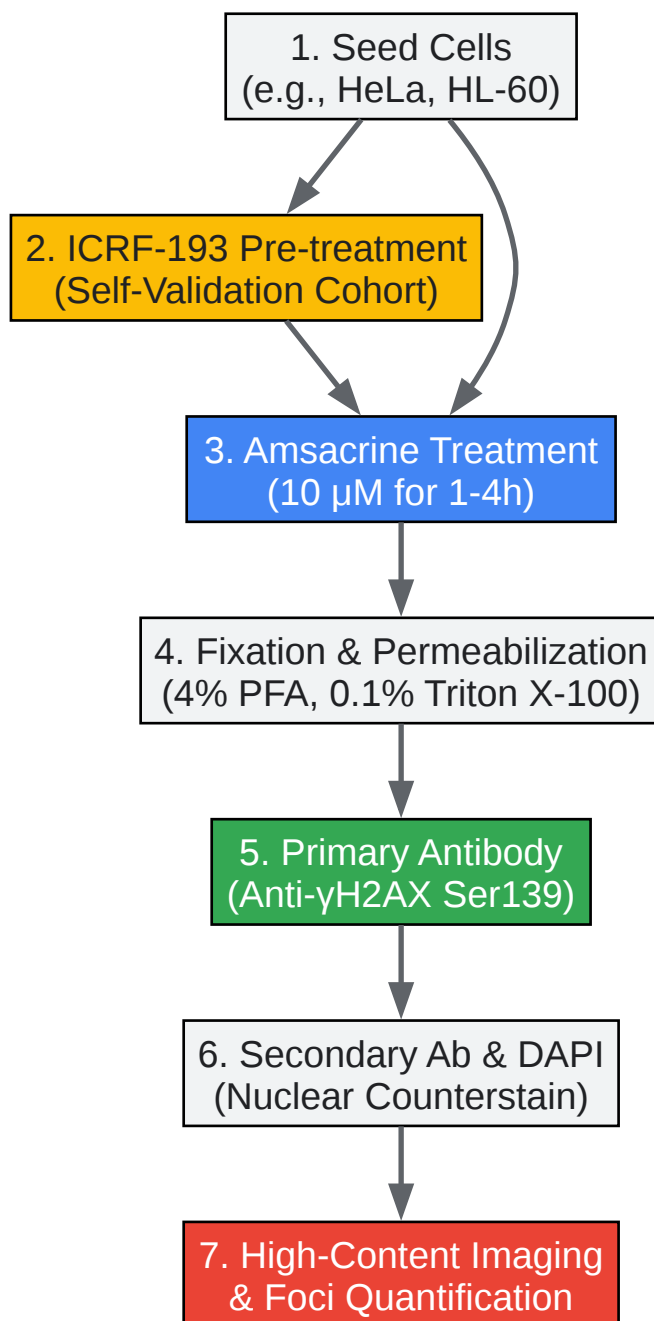 1. Seed Cells
(e.g., HeLa, HL-60)
2. ICRF-193 Pre-treatment
(Self-Validation Cohort)
3. Amsacrine Treatment
(10 μM for 1-4h)
4. Fixation & Permeabilization
(4% PFA, 0.1% Triton X-100)
5. Primary Antibody
(Anti-γH2AX Ser139)
6. Secondary Ab & DAPI
(Nuclear Counterstain)
7. High-Content Imaging
& Foci Quantification